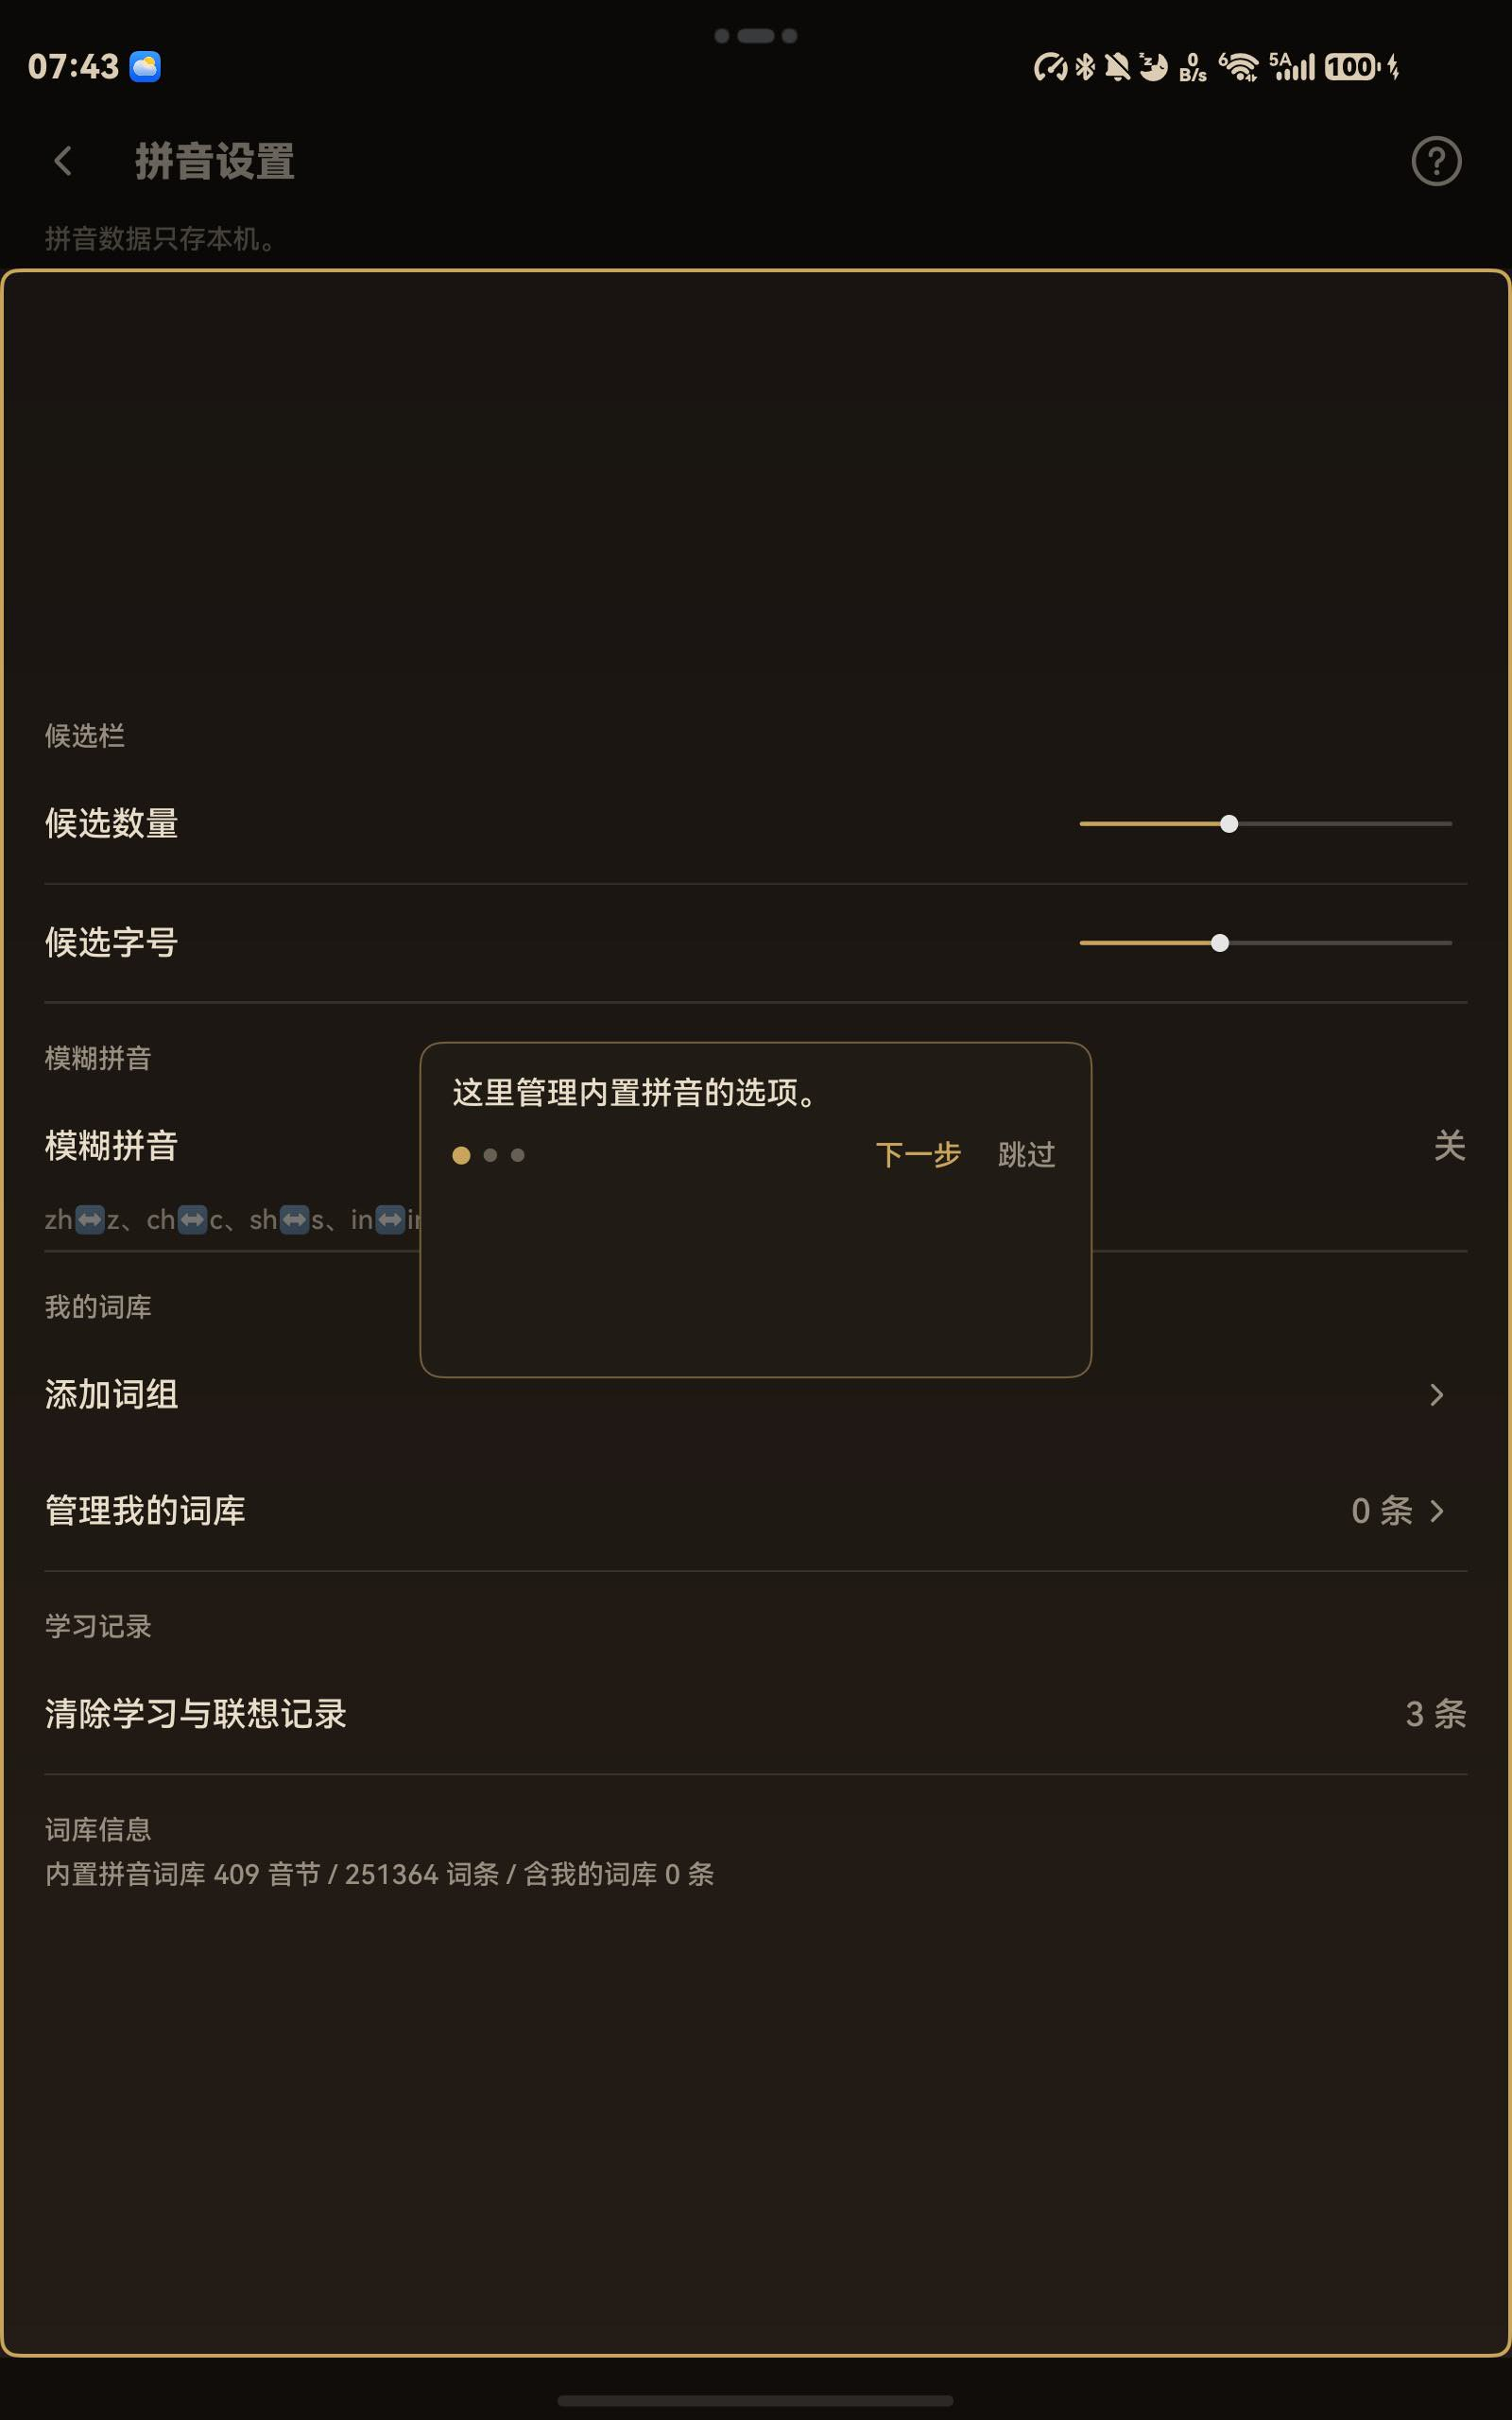 07:43
0 B/s
6
5A
100
拼音设置
拼音数据只存本机。
候选栏
候选数量
候选字号
模糊拼音
这里管理内置拼音的选项。
模糊拼音
关
下一步 跳过
zh↔️z、ch↔️c、sh↔️s、in↔️
我的词库
添加词组
管理我的词库
0 条
学习记录
清除学习与联想记录
3 条
词库信息
内置拼音词库 409 音节 / 251364 词条 / 含我的词库 0 条